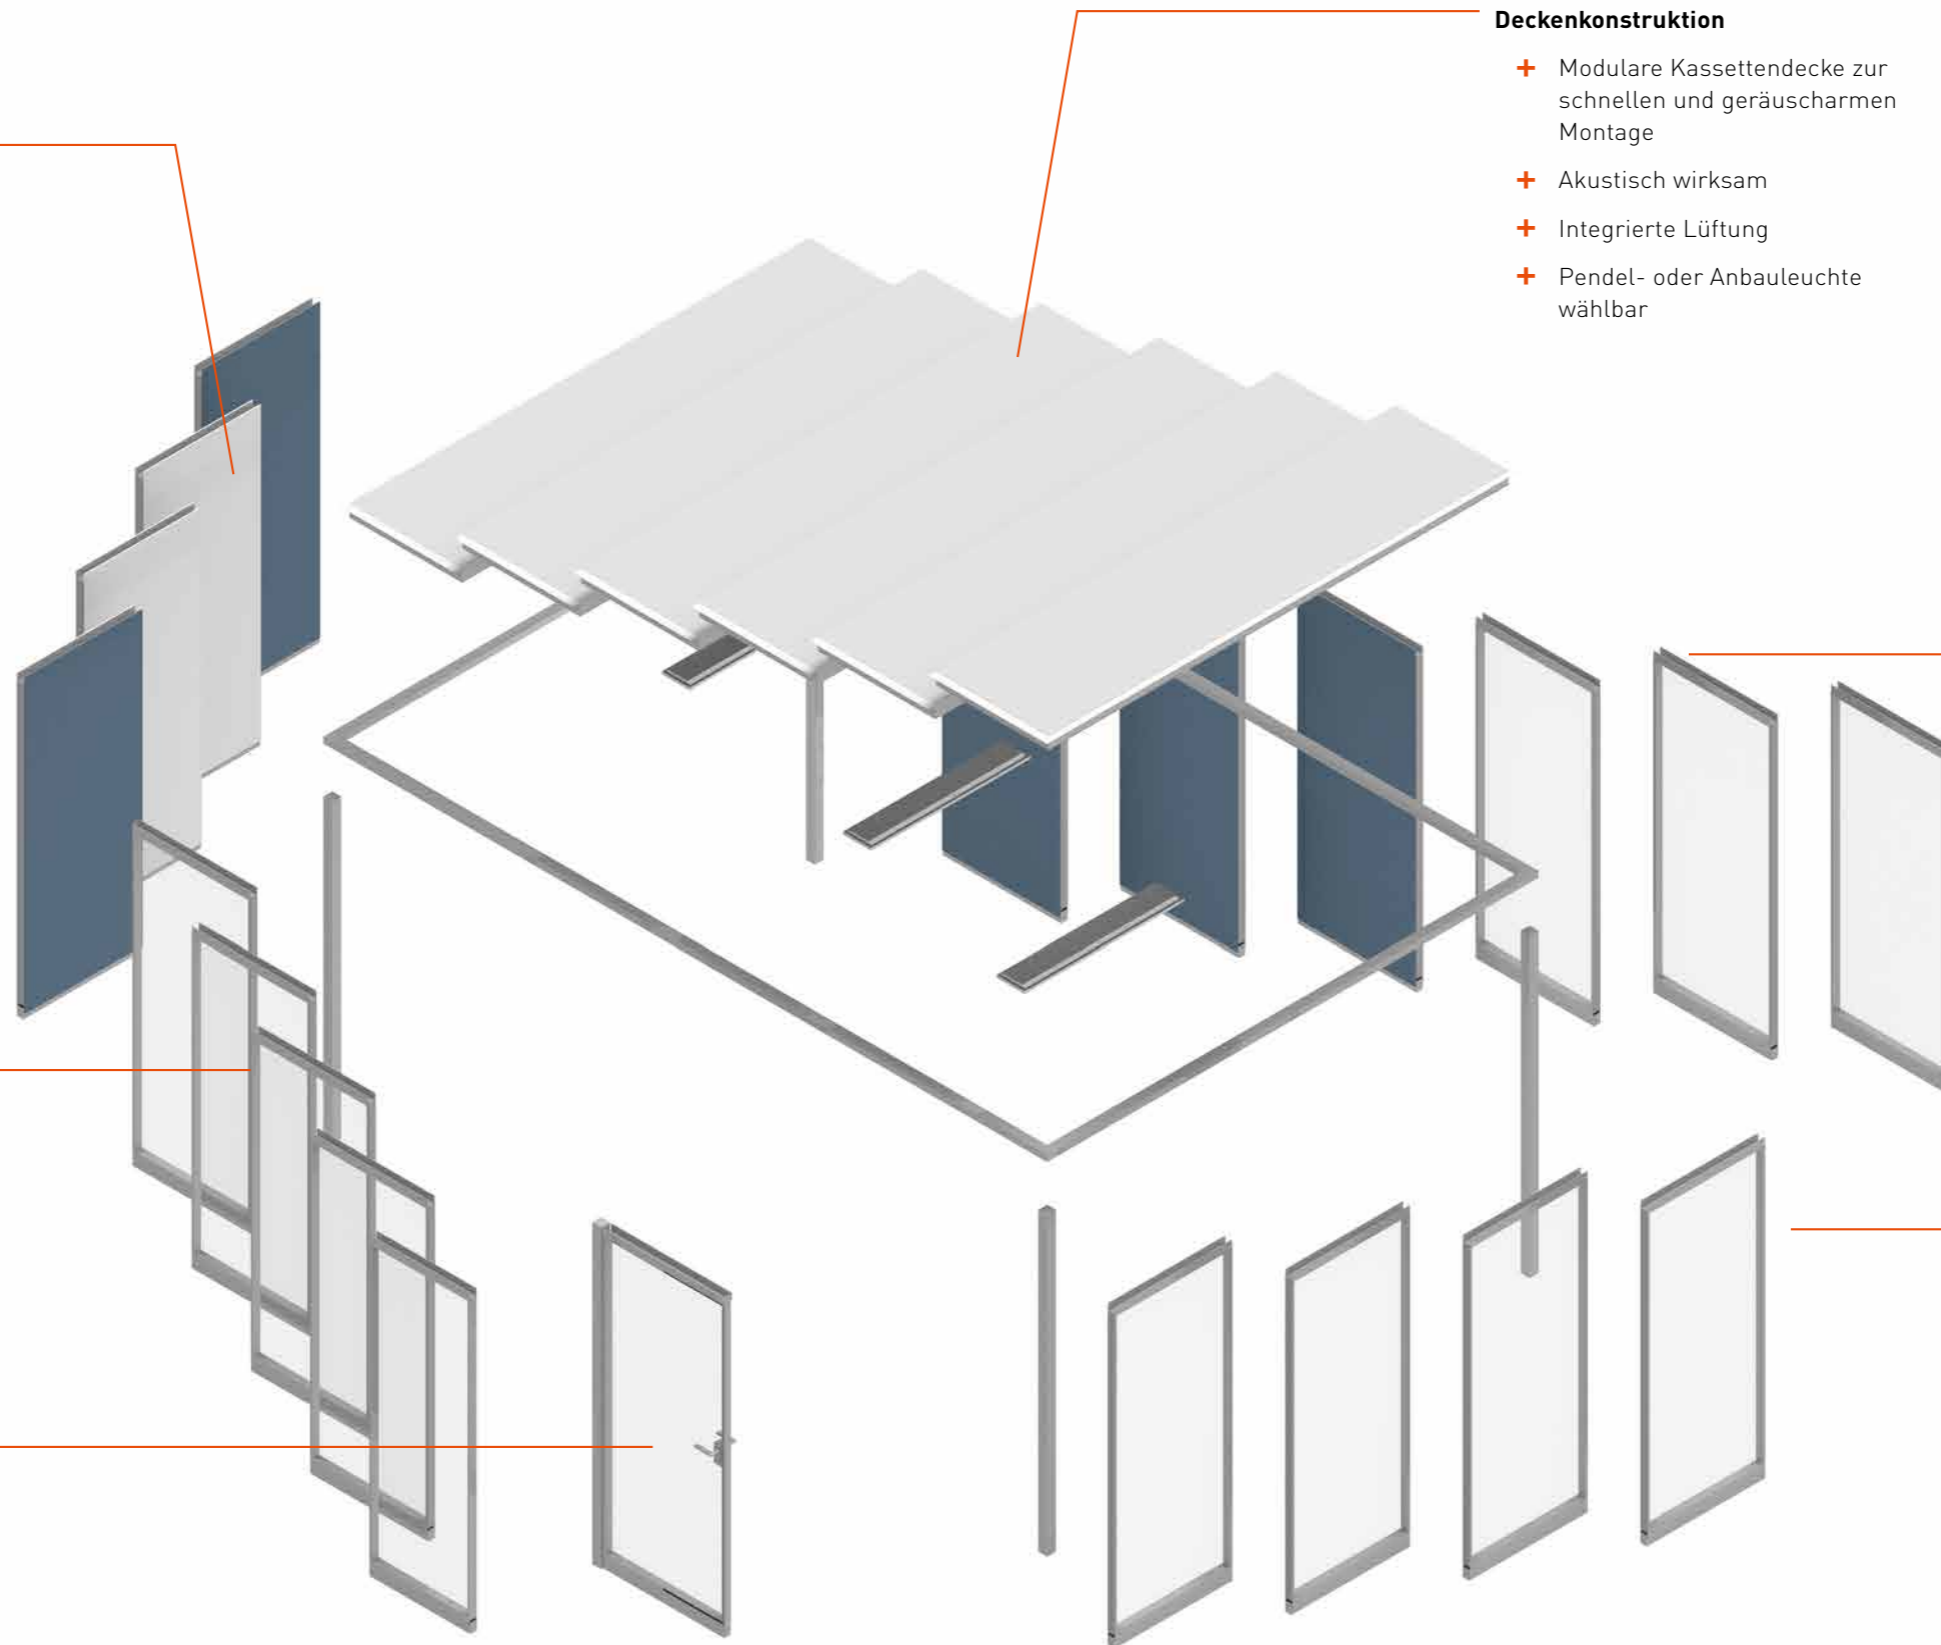 Deckenkonstruktion
+ Modulare Kassettendecke zur
schnellen und geräuscharmen
Montage
+ Akustisch wirksam
+ Integrierte Lüftung
+ Pendel- oder Anbauleuchte
wählbar